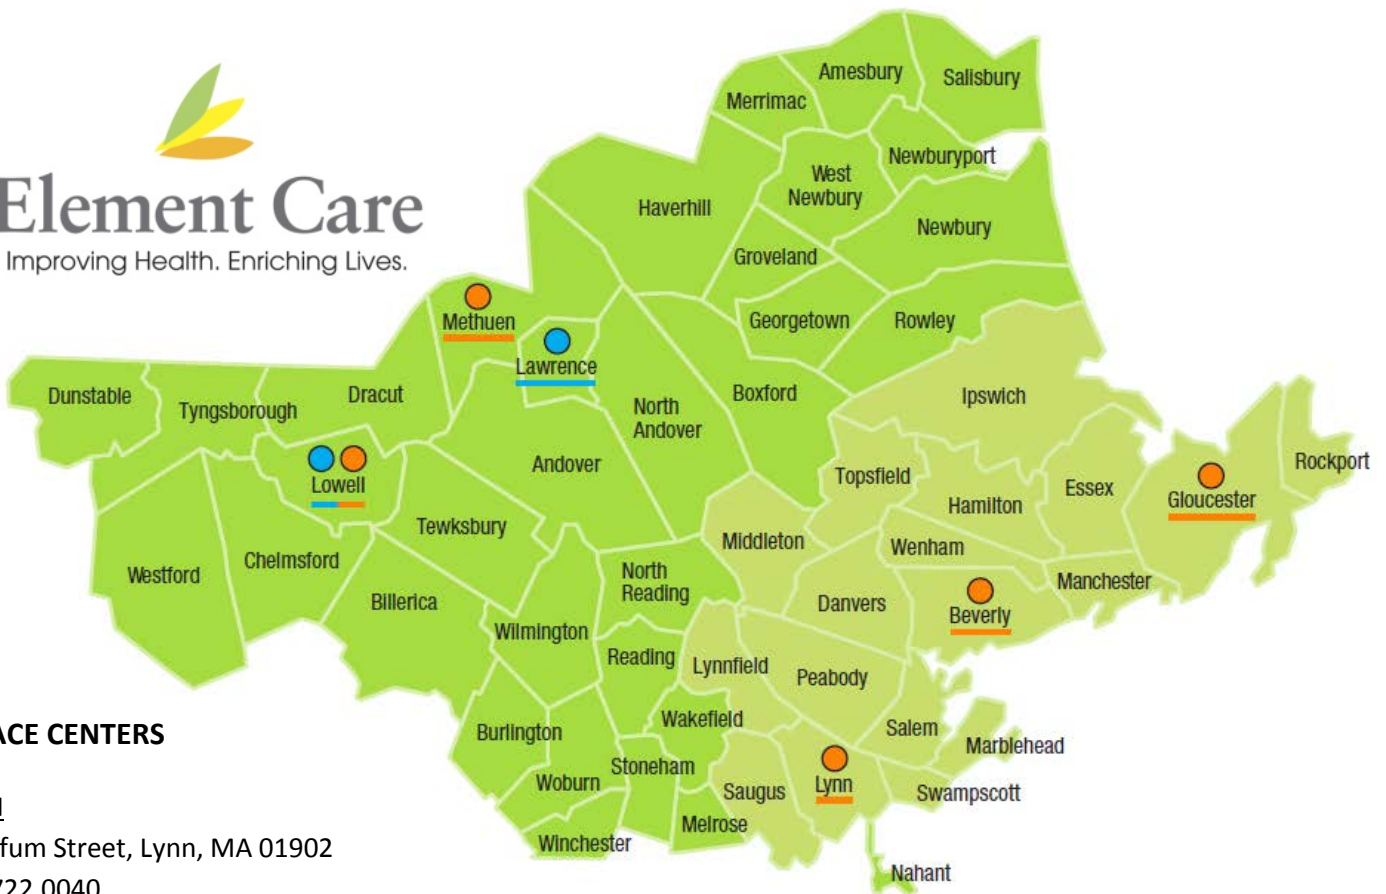 Element Care
Improving Health. Enriching Lives.
Amesbury
Salisbury
Merrimac
Newburyport
West
Newbury
Haverhill
Newbury
Groveland
Georgetown
Rowley
Methuen
Lawrence
Dunstable
Tyngsborough
Dracut
North
Andover
Boxford
Ipswich
Andover
Topsfield
Rockport
Lowell
Essex
Hamilton
Gloucester
Tewksbury
Middleton
Wenham
Chelmsford
Westford
North
Reading
Manchester
Billerica
Danvers
Beverly
Wilmington
Reading
Lynnfield
Peabody
Wakefield
Salem
Burlington
Marblehead
Stoneham
Woburn
Saugus
Lynn
Swampscott
Melrose
Winchester
Nahant
ACE CENTERS
fum Street, Lynn, MA 01902
722.0040